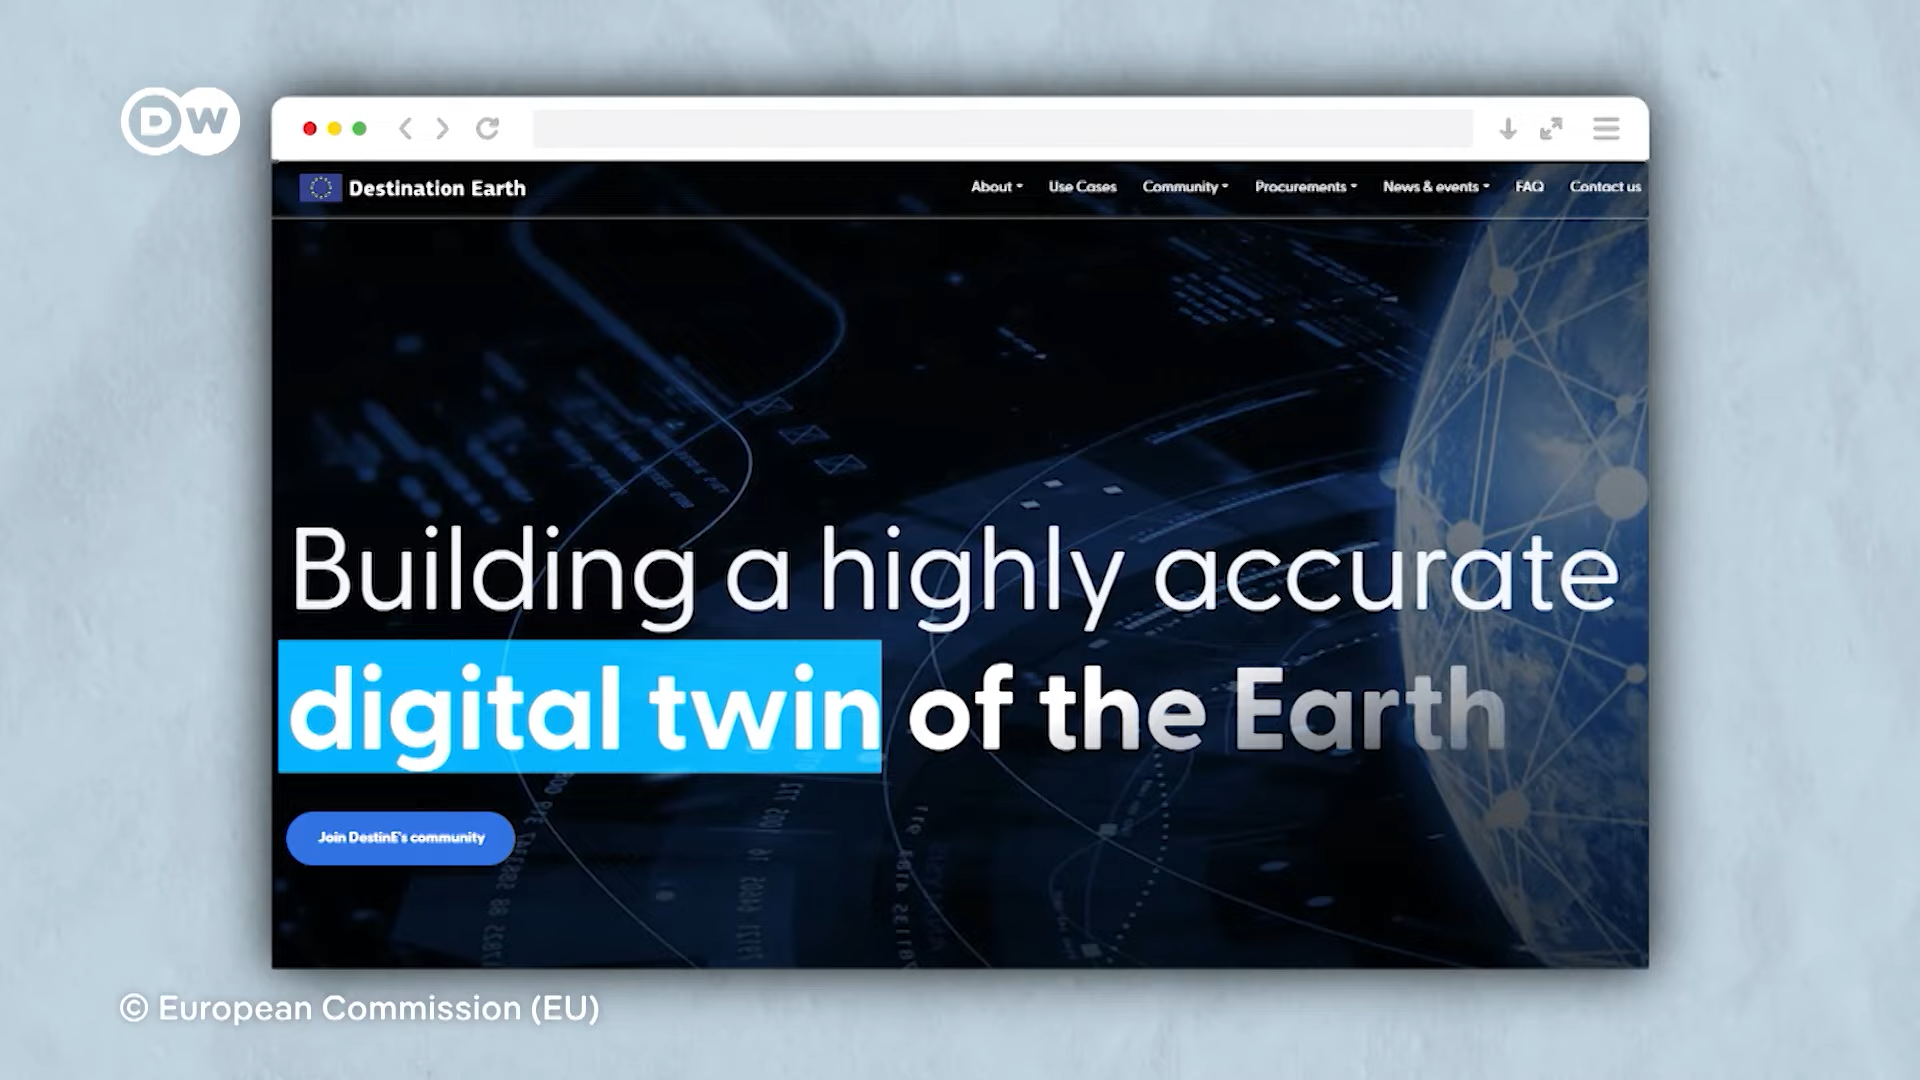 DW
Destination Earth
About Use Cases Community Procurements News & events FAQ Contact us
Building a highly accurate
digital twin of the Earth
Join DestinE's community
© European Commission (EU)